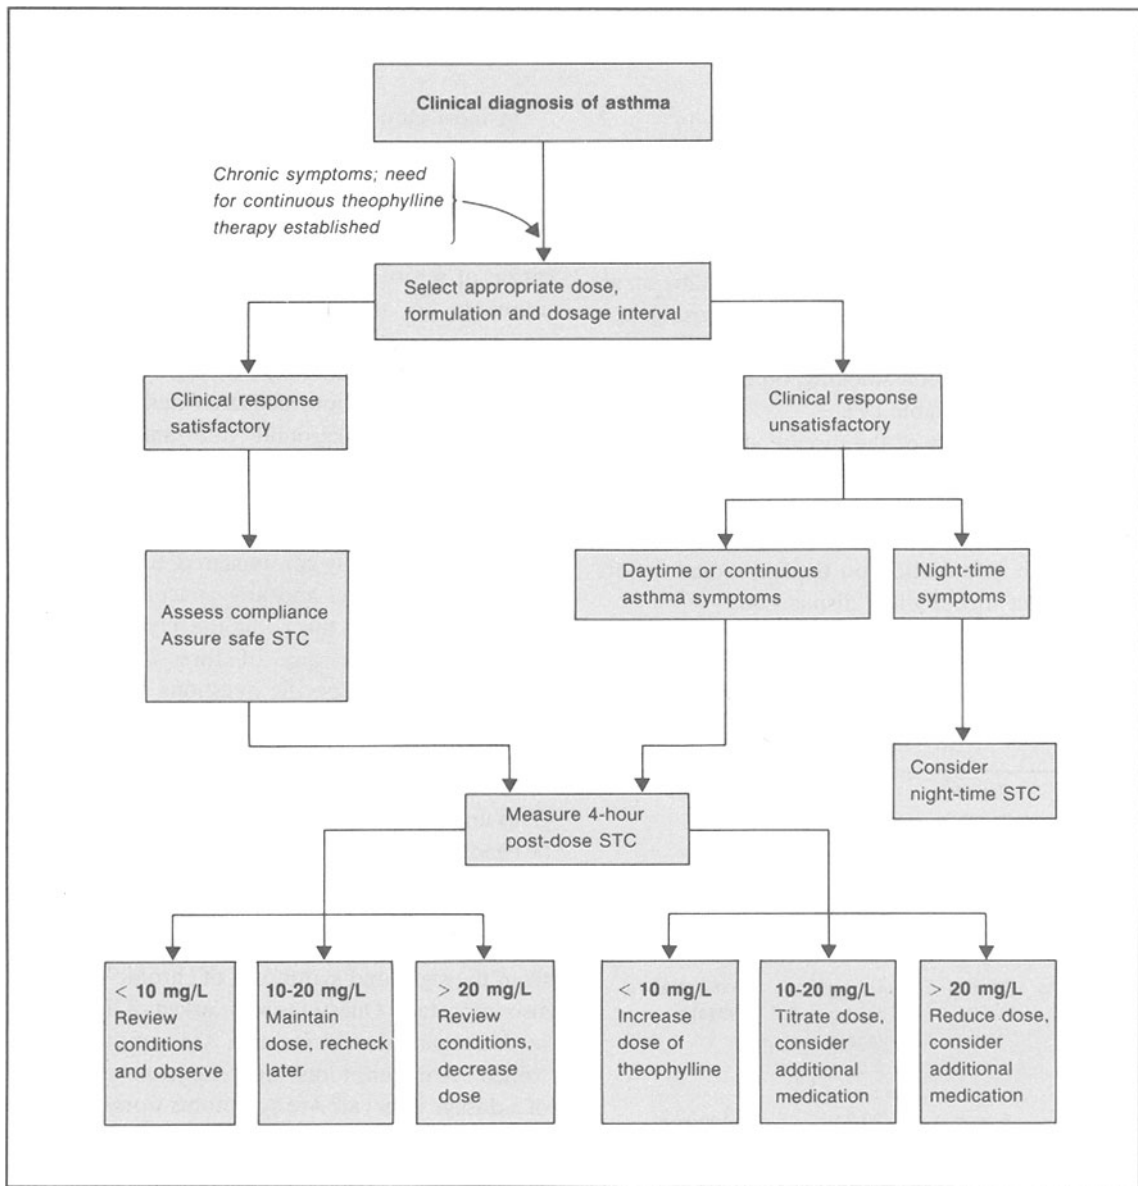 Clinical diagnosis of asthma
Chronic symptoms; need
for continuous theophylline
therapy established
Select appropriate dose,
formulation and dosage interval
Clinical response
satisfactory
Clinical response
unsatisfactory
Assess compliance
Assure safe STC
Daytime or continuous
asthma symptoms
Night-time
symptoms
Consider
night-time STC
Measure 4-hour
post-dose STC
< 10 mg/L
Review
conditions
and observe
10-20 mg/L
Maintain
dose, recheck
later
> 20 mg/L
Review
conditions,
decrease
dose
< 10 mg/L
Increase
dose of
theophylline
10-20 mg/L
Titrate dose,
consider
additional
medication
> 20 mg/L
Reduce dose,
consider
additional
medication